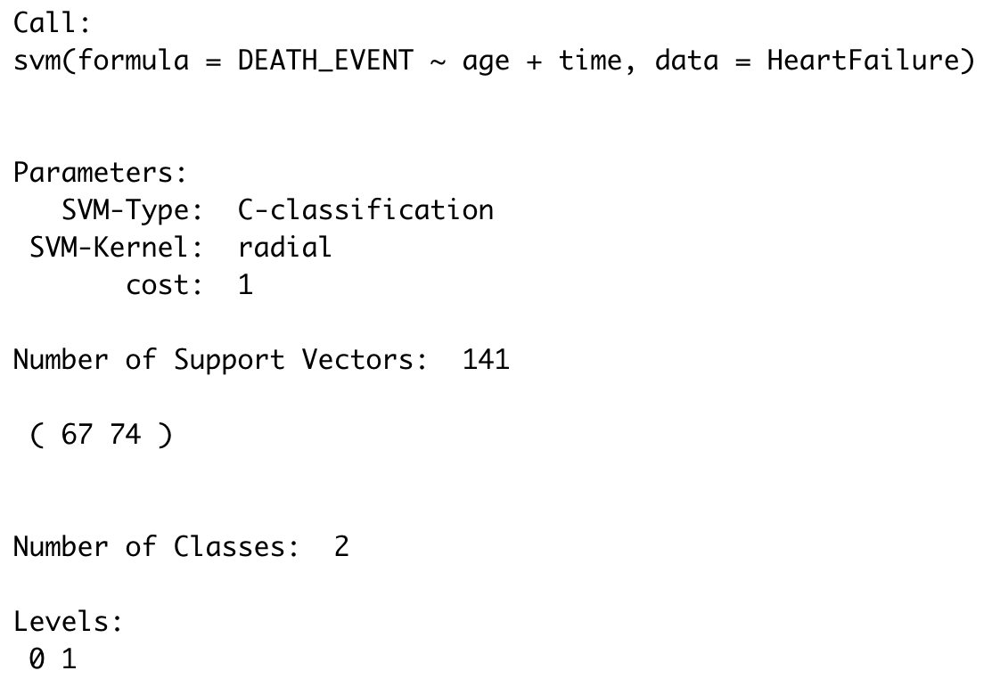 Call:
svm(formula = DEATH_EVENT ~ age + time, data = HeartFailure)
Parameters:
SVM-Type: C-classification
SVM-Kernel: radial
cost: 1
Number of Support Vectors: 141
( 67 74 )
Number of Classes: 2
Levels:
0 1